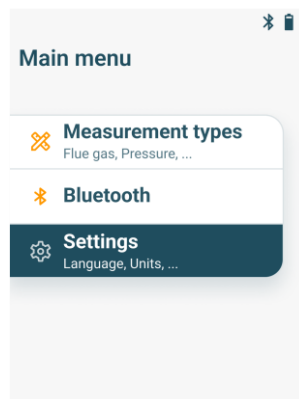 Main menu
Measurement types
Flue gas, Pressure, ...
Bluetooth
Settings
Language, Units, ...